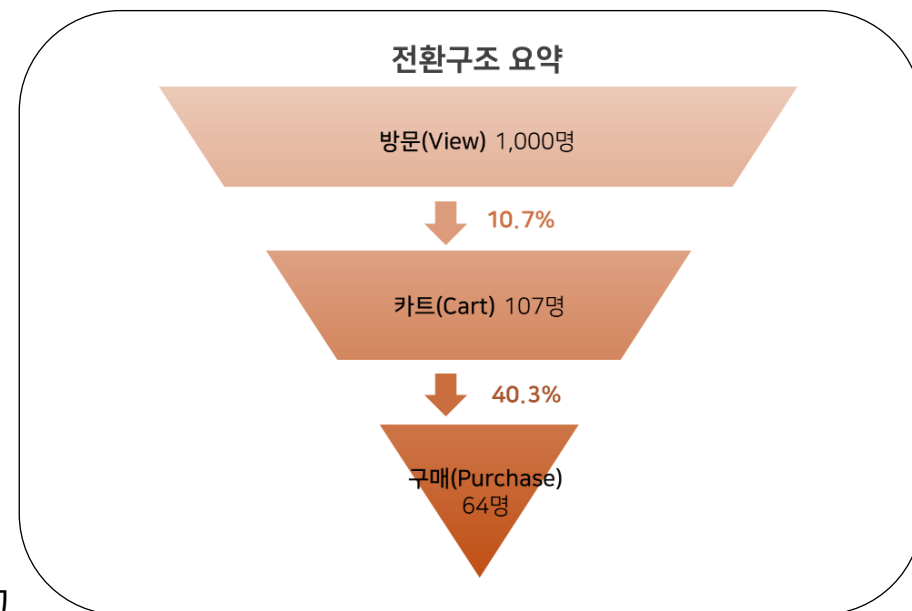 전환구조 요약
방문(View) 1,000명
10.7%
카트(Cart) 107명
40.3%
구매(Purchase)
64명